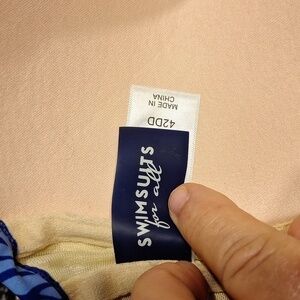 SWIMSUITS
for all
42DD
MADE IN
CHINA